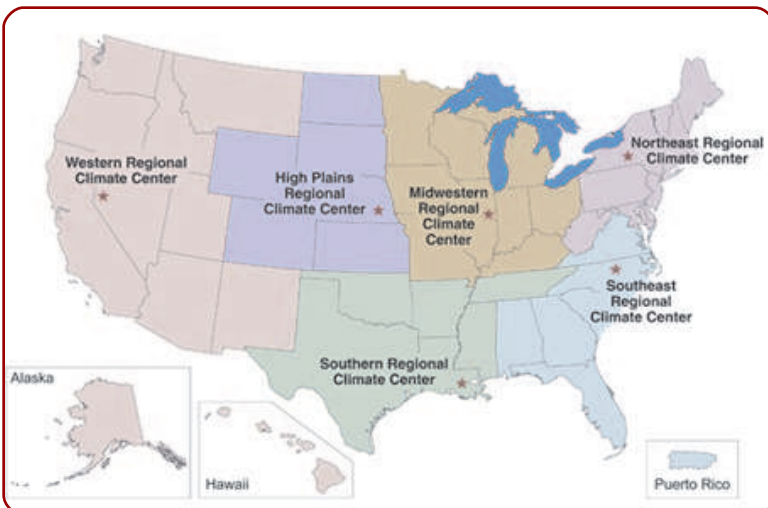 Western Regional
Climate Center
High Plains
Regional
Climate Center
Midwestern
Regional
Climate
Center
Northeast Regional
Climate Center
Southeast
Regional
Climate Center
Southern Regional
Climate Center
Alaska
Hawaii
Puerto Rico